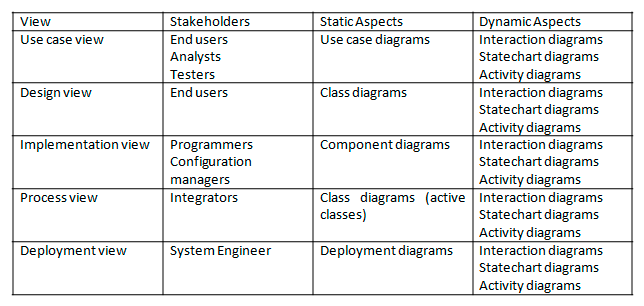 View Stakeholders Static Aspects Dynamic Aspects
Use case view End users Use case diagrams Interaction diagrams
Analysts Statechart diagrams
Testers Activity diagrams
Design view End users Class diagrams Interaction diagrams
Statechart diagrams
Activity diagrams
Implementation view Programmers Component diagrams Interaction diagrams
Configuration Statechart diagrams
managers Activity diagrams
Process view Integrators Class diagrams (active Interaction diagrams
classes) Statechart diagrams
Activity diagrams
Deployment view System Engineer Deployment diagrams Interaction diagrams
Statechart diagrams
Activity diagrams